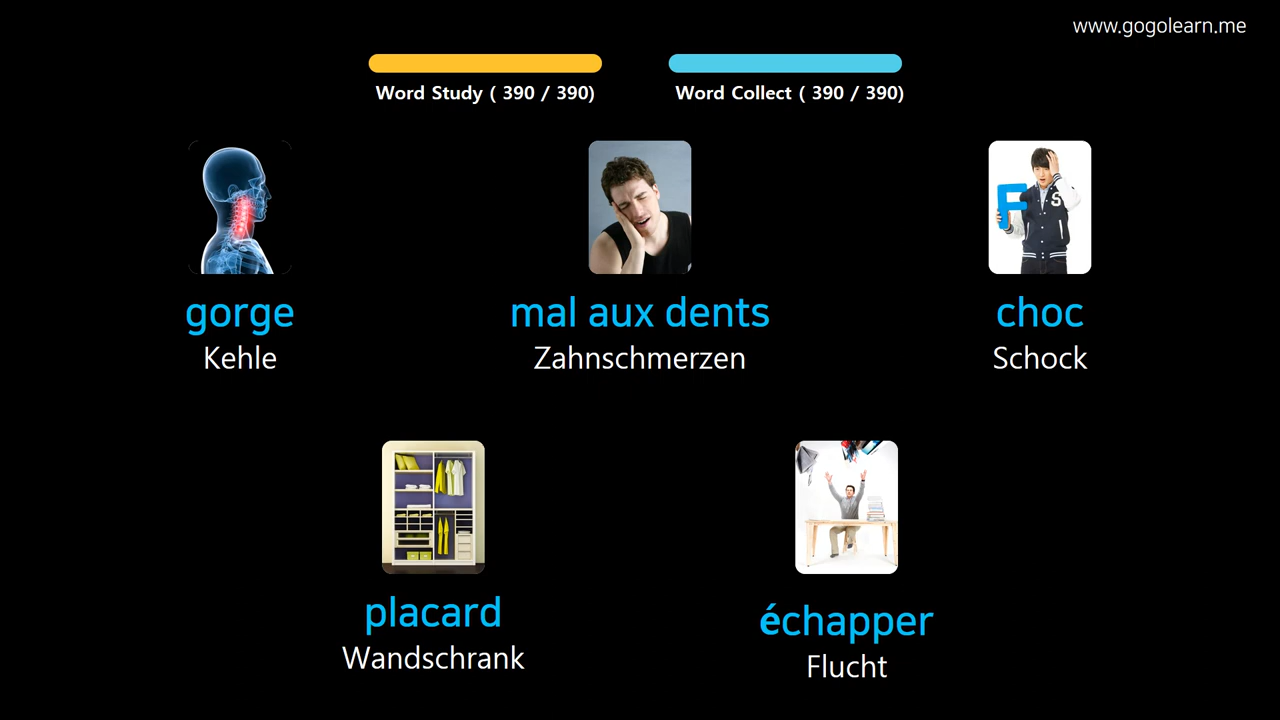 www.gogolearn.me
Word Study ( 390 / 390)
Word Collect ( 390 / 390)
F
S
gorge
Kehle
mal aux dents
Zahnschmerzen
choc
Schock
placard
Wandschrank
échapper
Flucht